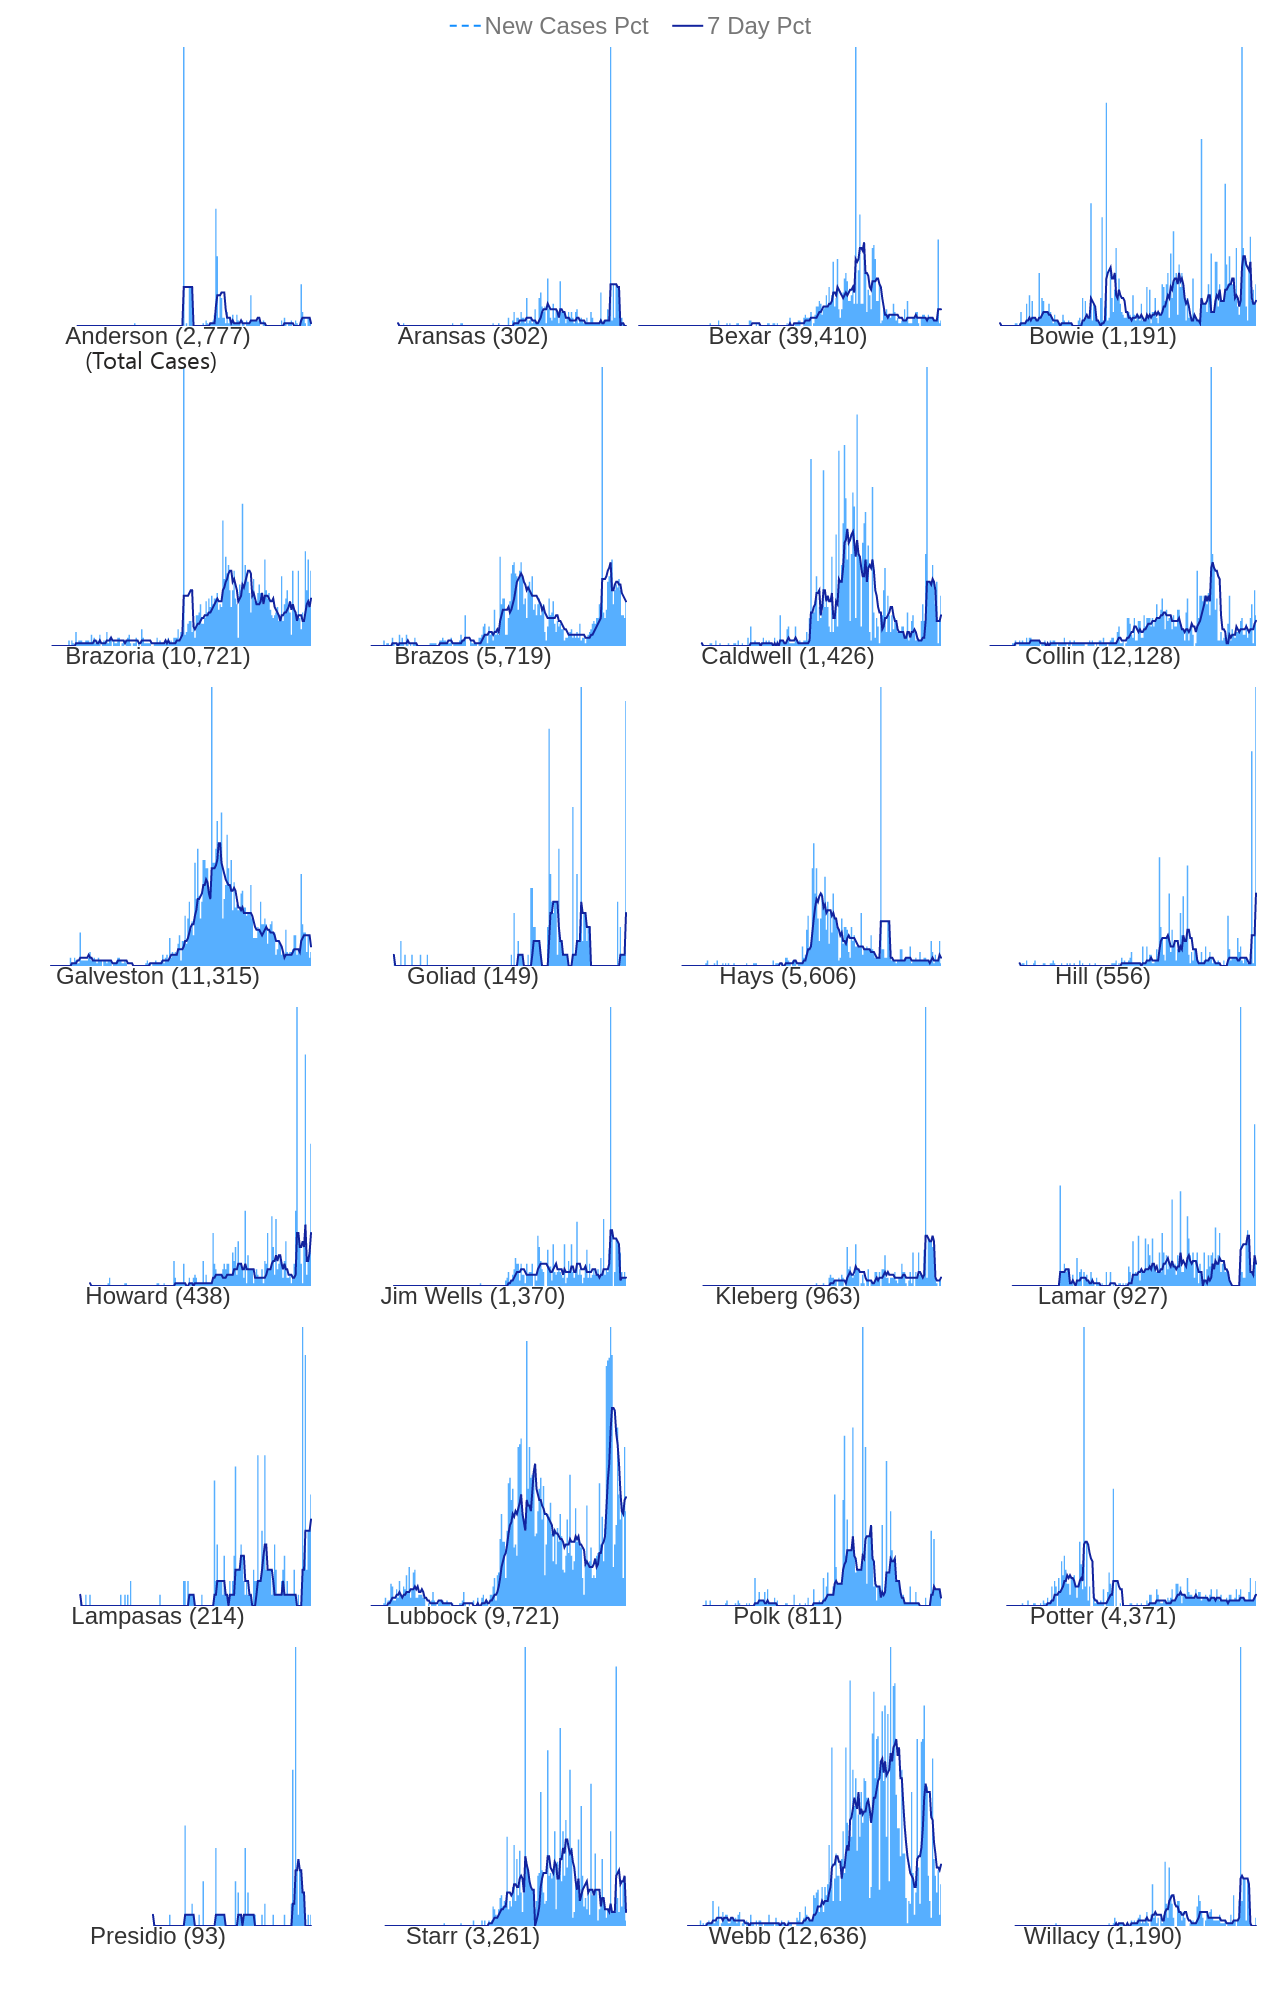 New Cases Pct 7 Day Pct
Anderson (2,777) Aransas (302) Bexar (39,410) Bowie (1,191)
(Total Cases)
Brazoria (10,721) Brazos (5,719) Caldwell (1,426) Collin (12,128)
Galveston (11,315) Goliad (149) Hays (5,606) Hill (556)
Howard (438) Jim Wells (1,370) Kleberg (963) Lamar (927)
Lampasas (214) Lubbock (9,721) Polk (811) Potter (4,371)
Presidio (93) Starr (3,261) Webb (12,636) Willacy (1,190)